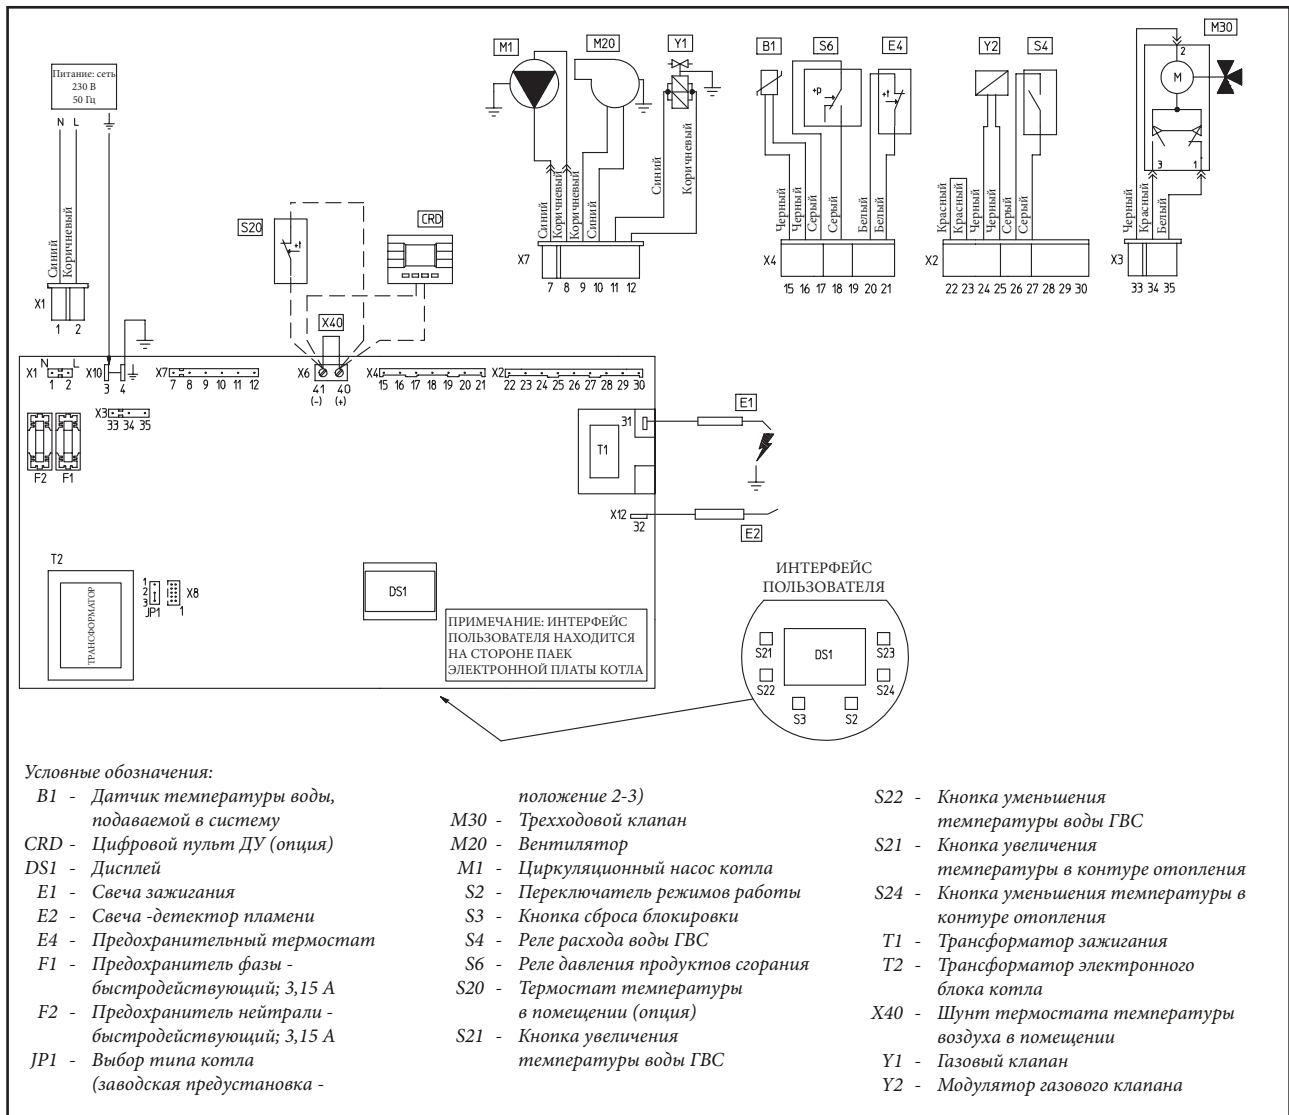 M1
M20
Y1
B1
S6
E4
Y2
S4
M30
2
M
3
1
+p
+t
+t
Питание: сеть
230 В
50 Гц
N L
Синий
Коричневый
X1
1 2
S20
+t
CRD
X40
Синий
Коричневый
Коричневый
Синий
Синий
Коричневый
X7
7 8 9 10 11 12
Черный
Черный
Серый
Серый
Белый
Белый
X4
15 16 17 18 19 20 21
Красный
Красный
Черный
Черный
Серый
Серый
X2
22 23 24 25 26 27 28 29 30
Черный
Красный
Белый
X3
33 34 35
X1 N L
1 2
X10
3 4
X7
7 8 9 10 11 12
X6
41 40
(-) (+)
X4
15 16 17 18 19 20 21
X2
22 23 24 25 26 27 28 29 30
X3
33 34 35
F2 F1
31
T1
E1
X12
32
E2
T2
ТРАНСФОРМАТОР
1
2
3
JP1
X8
1
DS1
ПРИМЕЧАНИЕ: ИНТЕРФЕЙС
ПОЛЬЗОВАТЕЛЯ НАХОДИТСЯ
НА СТОРОНЕ ПАЕК
ЭЛЕКТРОННОЙ ПЛАТЫ КОТЛА
ИНТЕРФЕЙС
ПОЛЬЗОВАТЕЛЯ
S21
DS1
S23
S22
S24
S3
S2
Условные обозначения:
B1 - Датчик температуры воды,
подаваемой в систему
CRD - Цифровой пульт ДУ (опция)
DS1 - Дисплей
E1 - Свеча зажигания
E2 - Свеча -детектор пламени
E4 - Предохранительный термостат
F1 - Предохранитель фазы -
быстродействующий; 3,15 А
F2 - Предохранитель нейтрали -
быстродействующий; 3,15 А
JP1 - Выбор типа котла
(заводская предустановка -
положение 2-3)
M30 - Трехходовой клапан
M20 - Вентилятор
M1 - Циркуляционный насос котла
S2 - Переключатель режимов работы
S3 - Кнопка сброса блокировки
S4 - Реле расхода воды ГВС
S6 - Реле давления продуктов сгорания
S20 - Термостат температуры
в помещении (опция)
S21 - Кнопка увеличения
температуры воды ГВС
S22 - Кнопка уменьшения
температуры воды ГВС
S21 - Кнопка увеличения
температуры в контуре отопления
S24 - Кнопка уменьшения температуры в
контуре отопления
T1 - Трансформатор зажигания
T2 - Трансформатор электронного
блока котла
X40 - Шунт термостата температуры
воздуха в помещении
Y1 - Газовый клапан
Y2 - Модулятор газового клапана